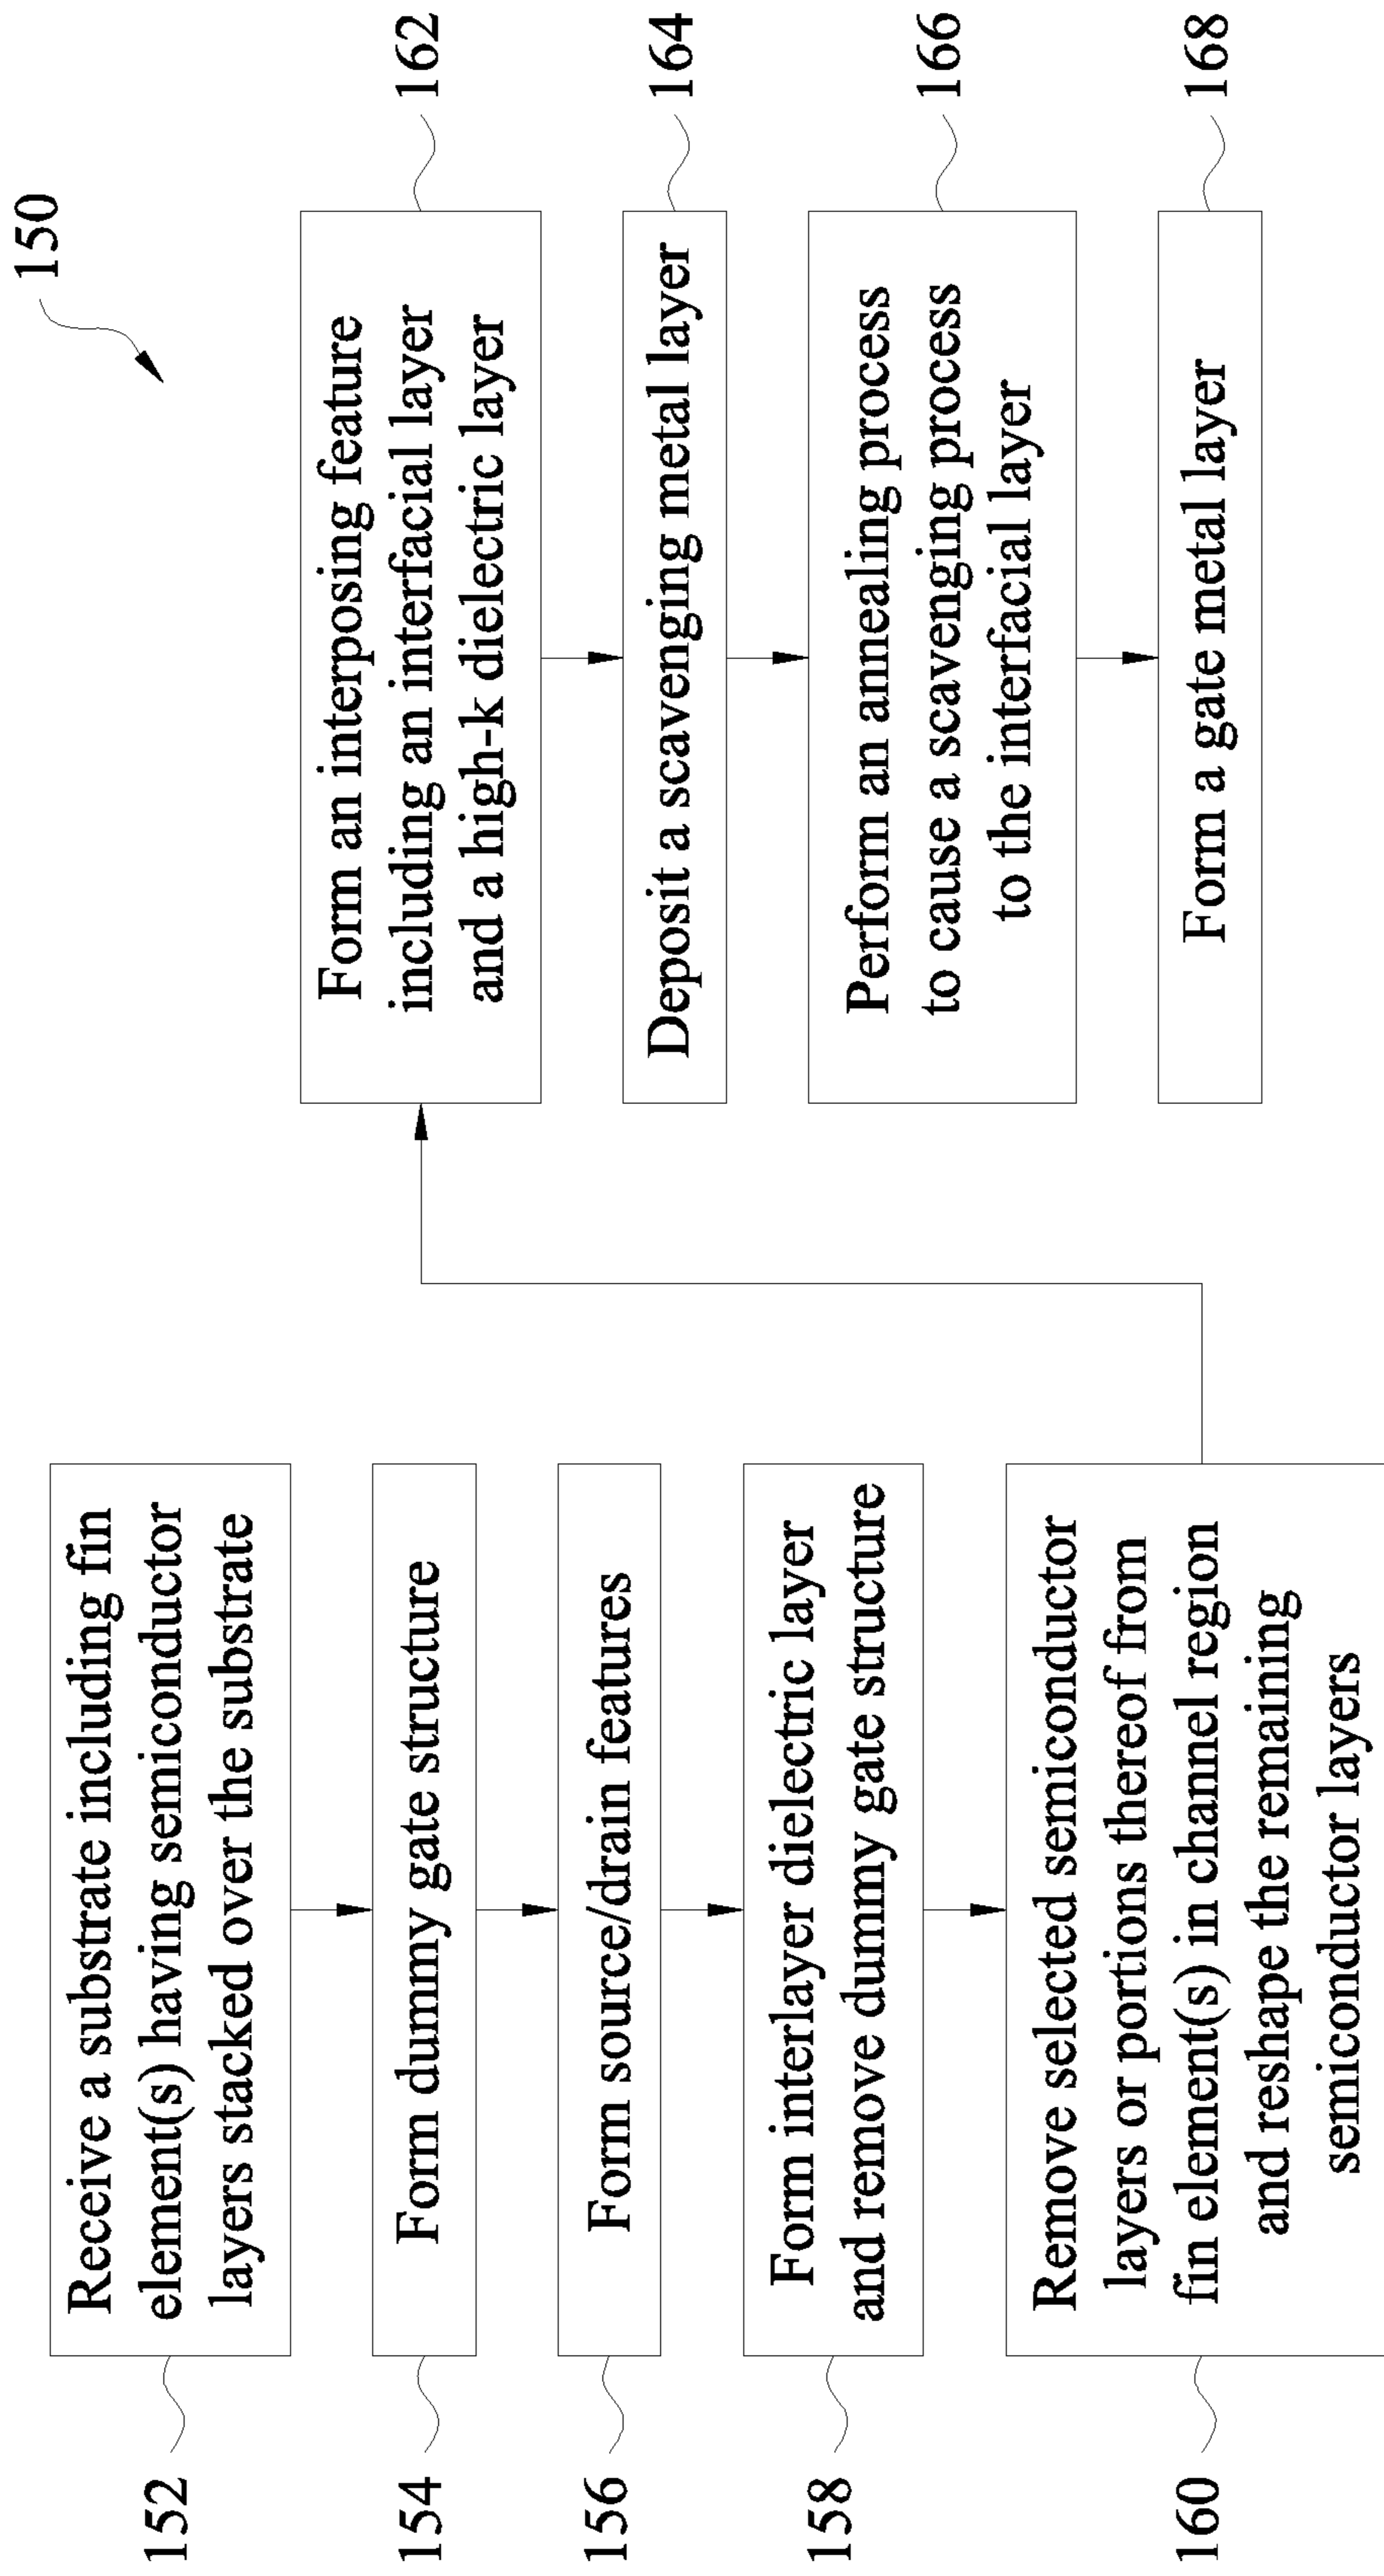 150
152
Receive a substrate including fin
element(s) having semiconductor
layers stacked over the substrate
154
Form dummy gate structure
156
Form source/drain features
158
Form interlayer dielectric layer
and remove dummy gate structure
160
Remove selected semiconductor
layers or portions thereof from
fin element(s) in channel region
and reshape the remaining
semiconductor layers
Form an interposing feature
including an interfacial layer
and a high-k dielectric layer
162
Deposit a scavenging metal layer
164
Perform an annealing process
to cause a scavenging process
to the interfacial layer
166
Form a gate metal layer
168